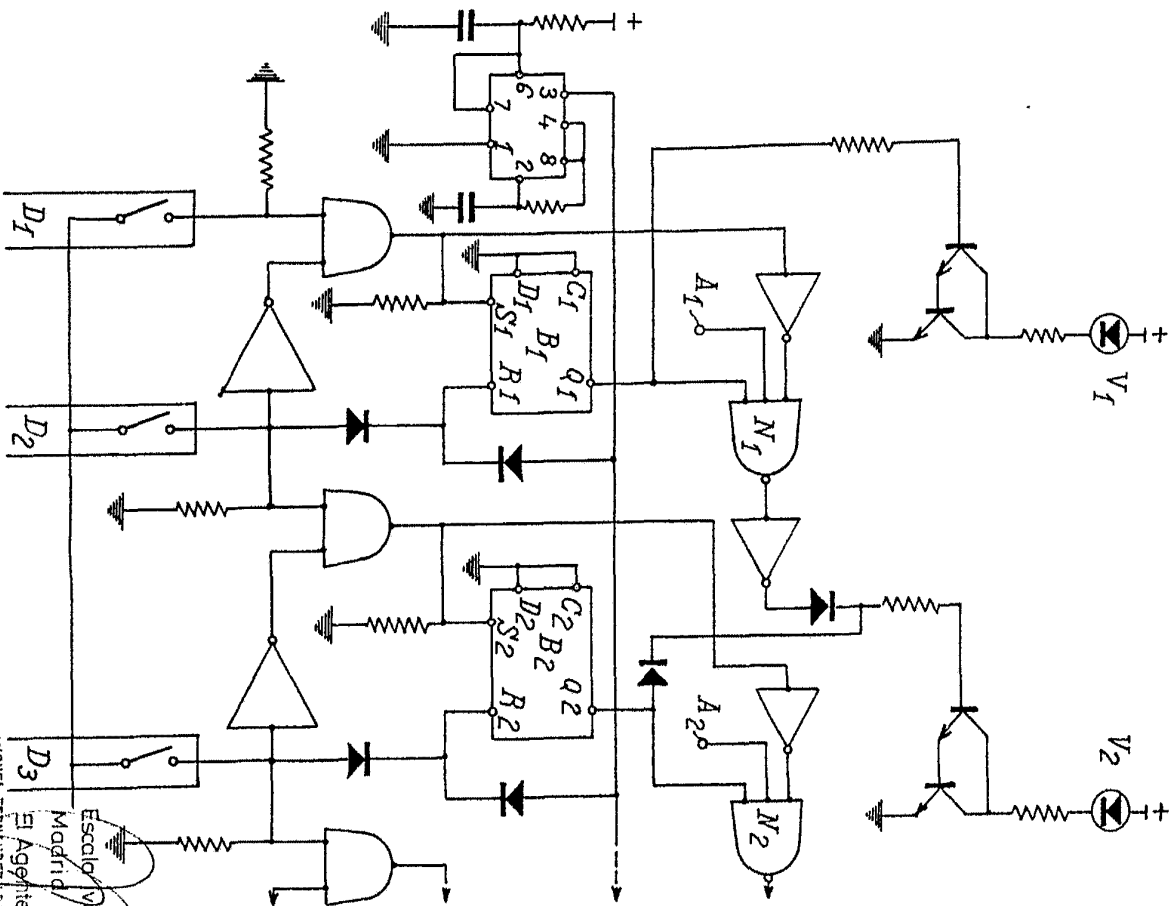 +
V1
+
V2
3
4
8
6
7
1
2
A1
N1
A2
N2
C1
D1
S1
B1
R1
Q1
C2
D2
S2
B2
R2
Q2
D1
D2
D3
Escala
Madrid
El Agente
+